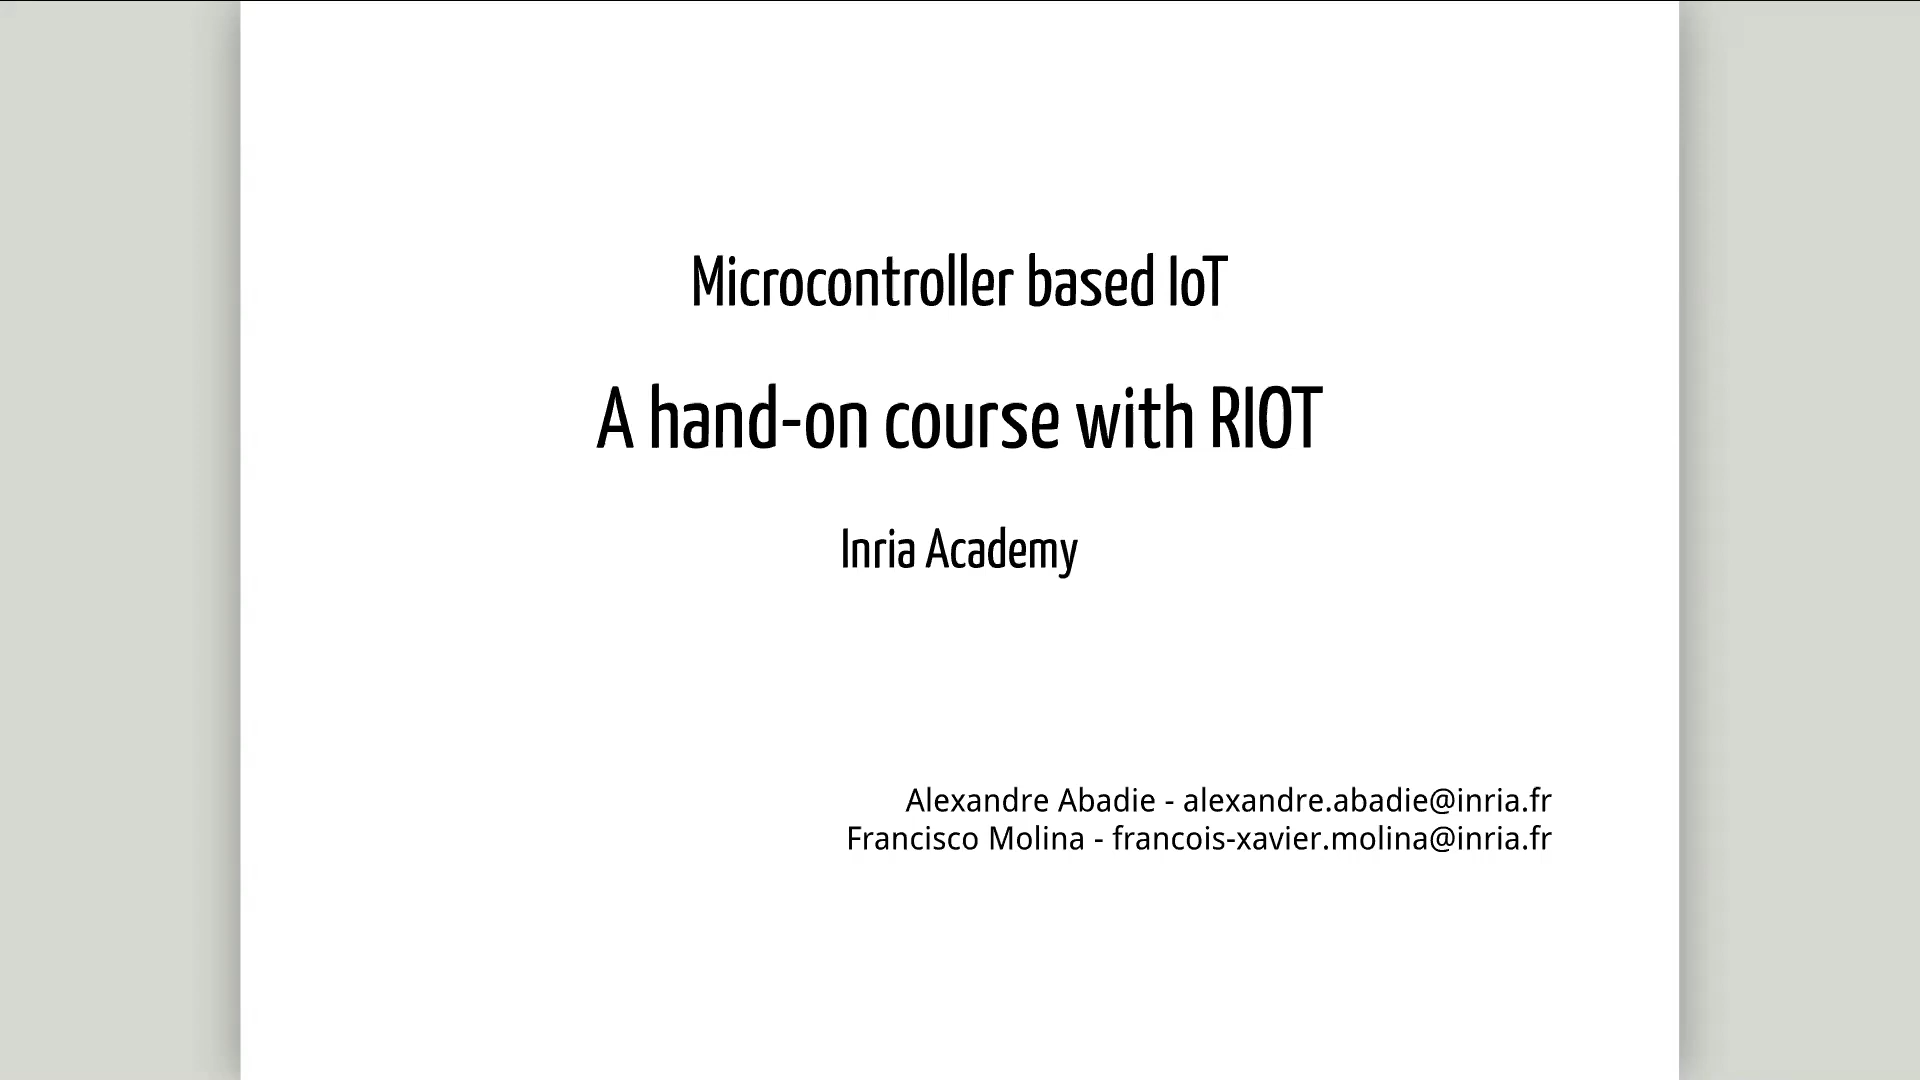 Microcontroller based IoT
A hand-on course with RIOT
Inria Academy
Alexandre Abadie - alexandre.abadie@inria.fr
Francisco Molina - francois-xavier.molina@inria.fr